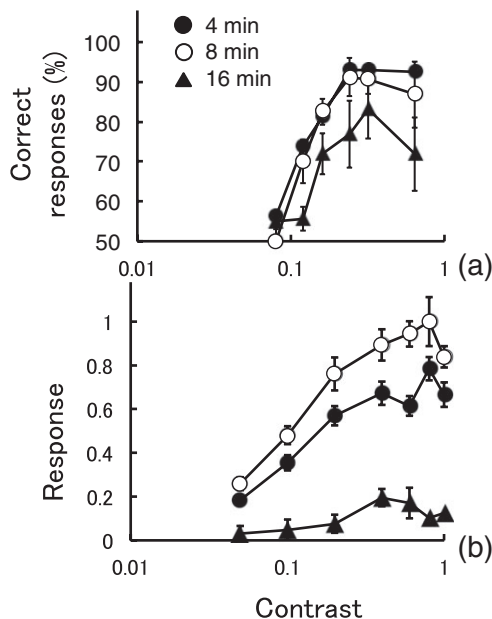 4 min
8 min
16 min
Correct
responses (%)
100
90
80
70
60
50
0.01
0.1
1
(a)
Response
1
0.8
0.6
0.4
0.2
0
0.01
0.1
1
(b)
Contrast